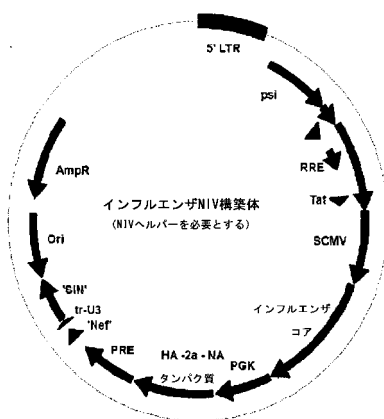 5' LTR
psi
RRE
Tat
SCMV
インフルエンザ
コア
PGK
HA -2a - NA
タンパク質
PRE
'Nef'
tr-U3
'SIN'
Ori
AmpR
インフルエンザNIV構築体
(NIVヘルパーを必要とする)